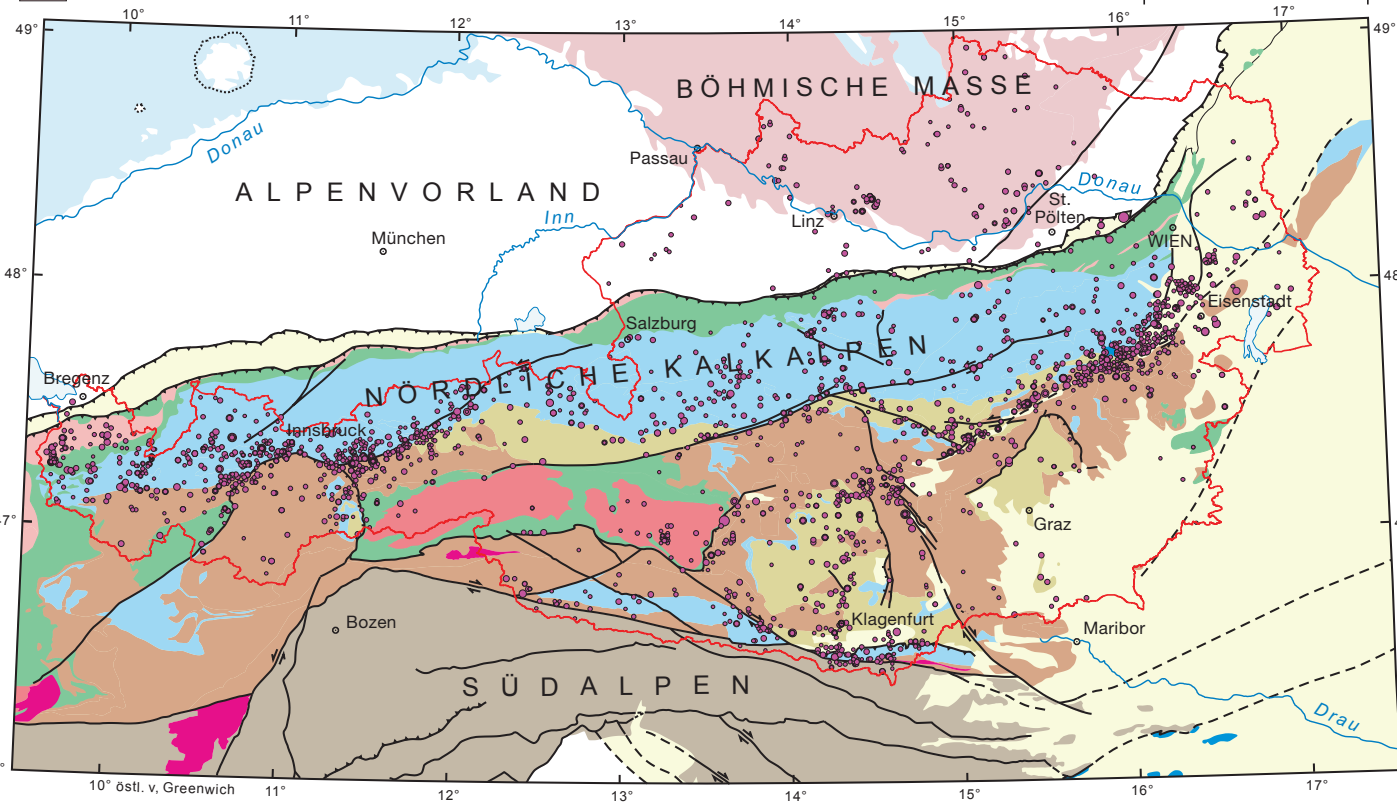 10° 11° 12° 13° 14° 15° 16° 17°
49° 49°
BÖHMISCHE MASSE
Donau
Passau
ALPENVORLAND
Donau
St.
Pölten
Inn
Linz
München
WIEN
48° 48
Eisenstadt
Salzburg
NÖRDLICHE KALKALPEN
Bregenz
Innsbruck
7°
Graz
Klagenfurt
Bozen
Maribor
SÜDALPEN
Drau
10° östl. v, Greenwich 11° 12° 13° 14° 15° 16° 17°